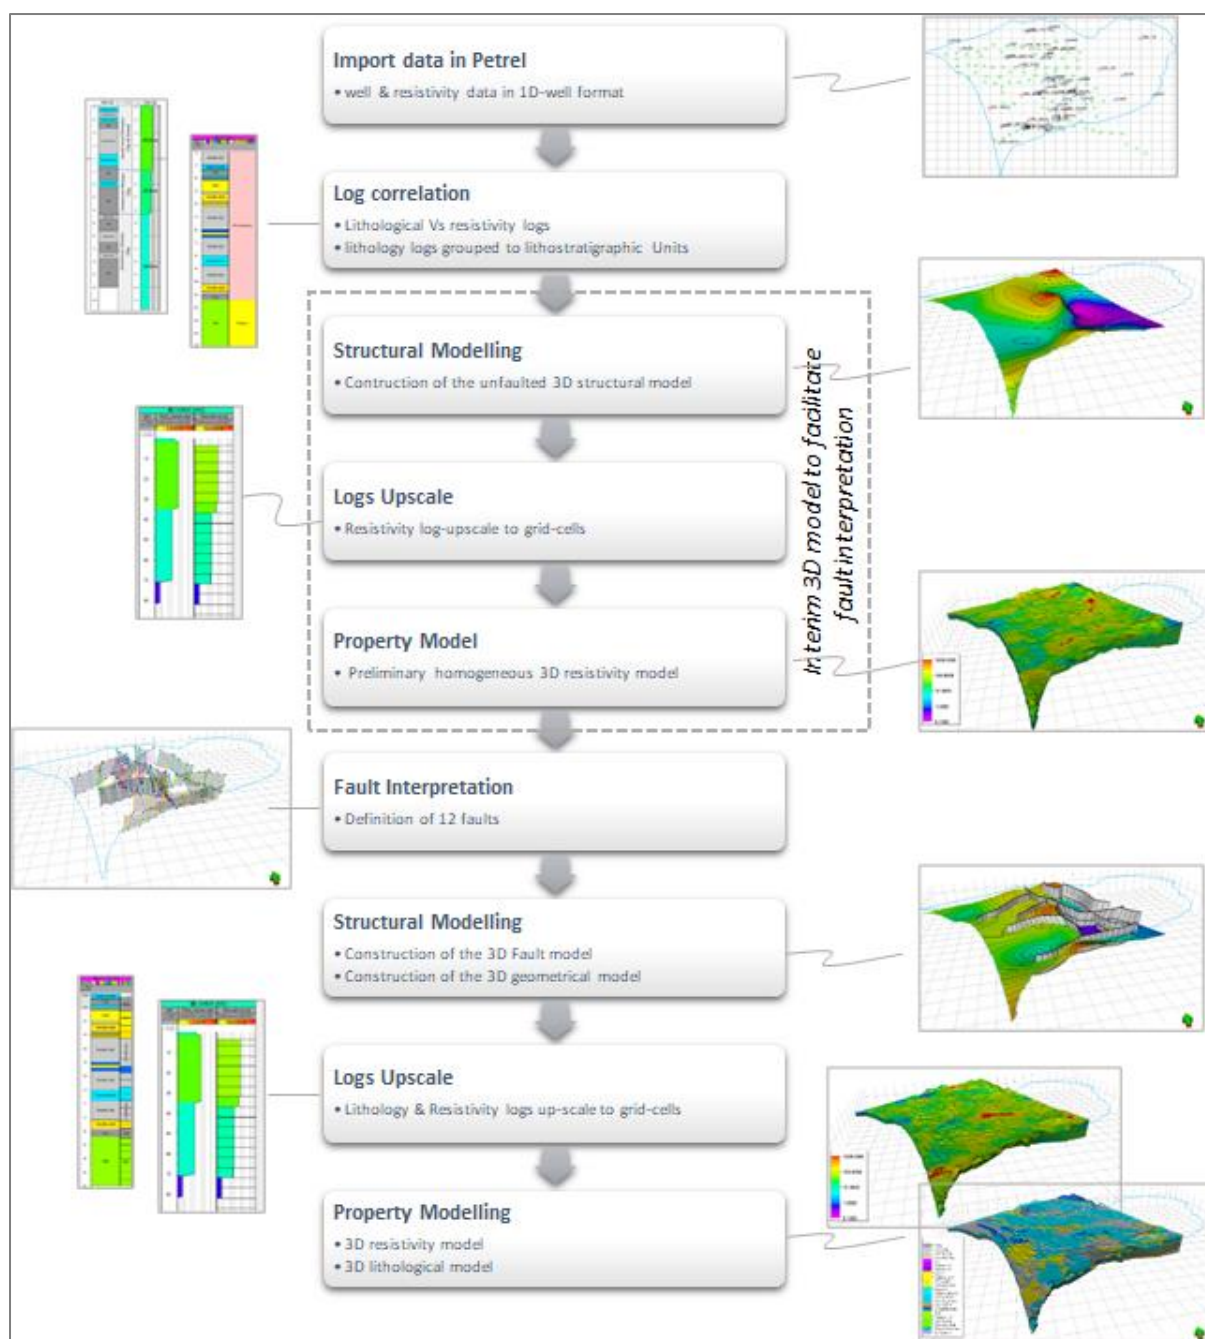 Import data in Petrel
• well & resistivity data in 1D-well format
Log correlation
• Lithological Vs resistivity logs
• lithology logs grouped to lithostratigraphic Units
Structural Modelling
• Contruction of the unfaulted 3D structural model
Logs Upscale
• Resistivity log-upscale to grid-cells
Property Model
• Preliminary homogeneous 3D resistivity model
Interim 3D model to facilitate
fault interpretation
Fault Interpretation
• Definition of 12 faults
Structural Modelling
• Construction of the 3D Fault model
• Construction of the 3D geometrical model
Logs Upscale
• Lithology & Resistivity logs up-scale to grid-cells
Property Modelling
• 3D resistivity model
• 3D lithological model